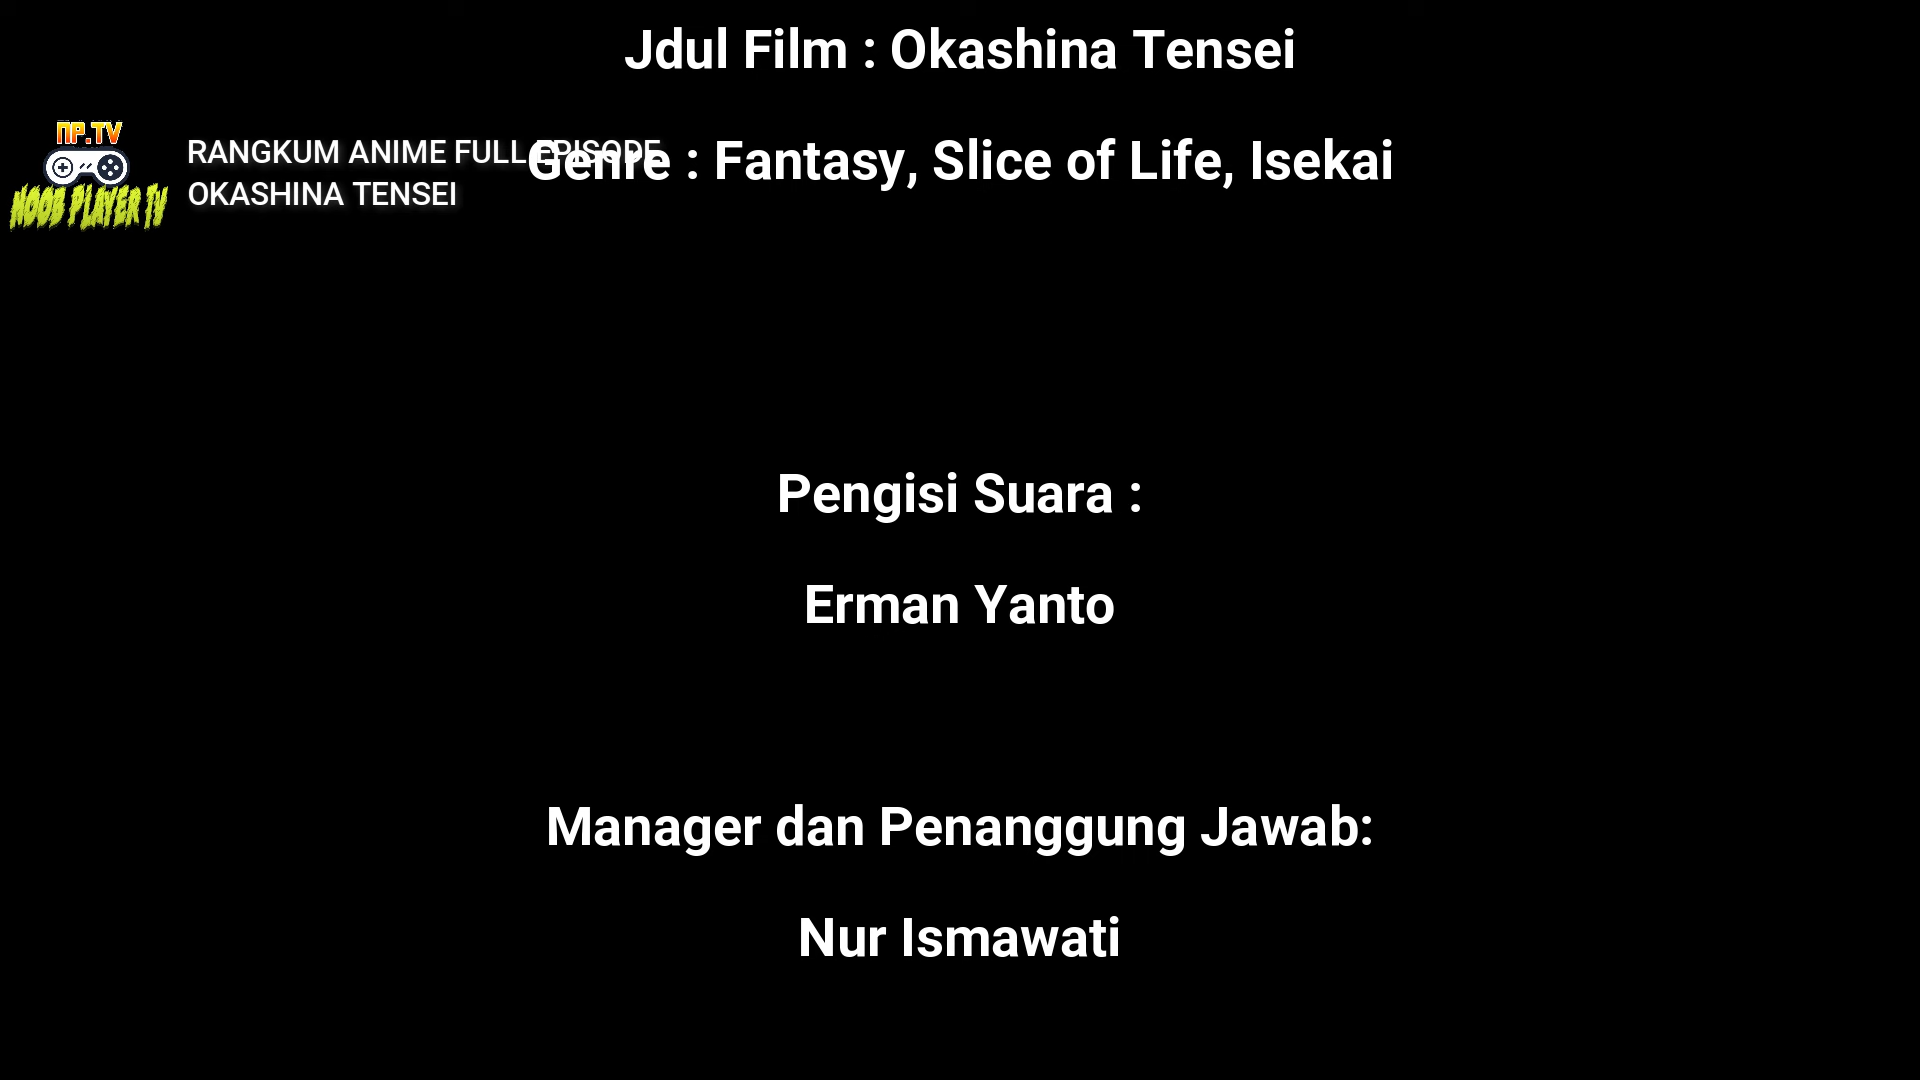 Jdul Film : Okashina Tensei
NP.TV
NOOB PLAYER TV
RANGKUM ANIME FULL EPISODE
OKASHINA TENSEI
Genre : Fantasy, Slice of Life, Isekai
Pengisi Suara :
Erman Yanto
Manager dan Penanggung Jawab:
Nur Ismawati